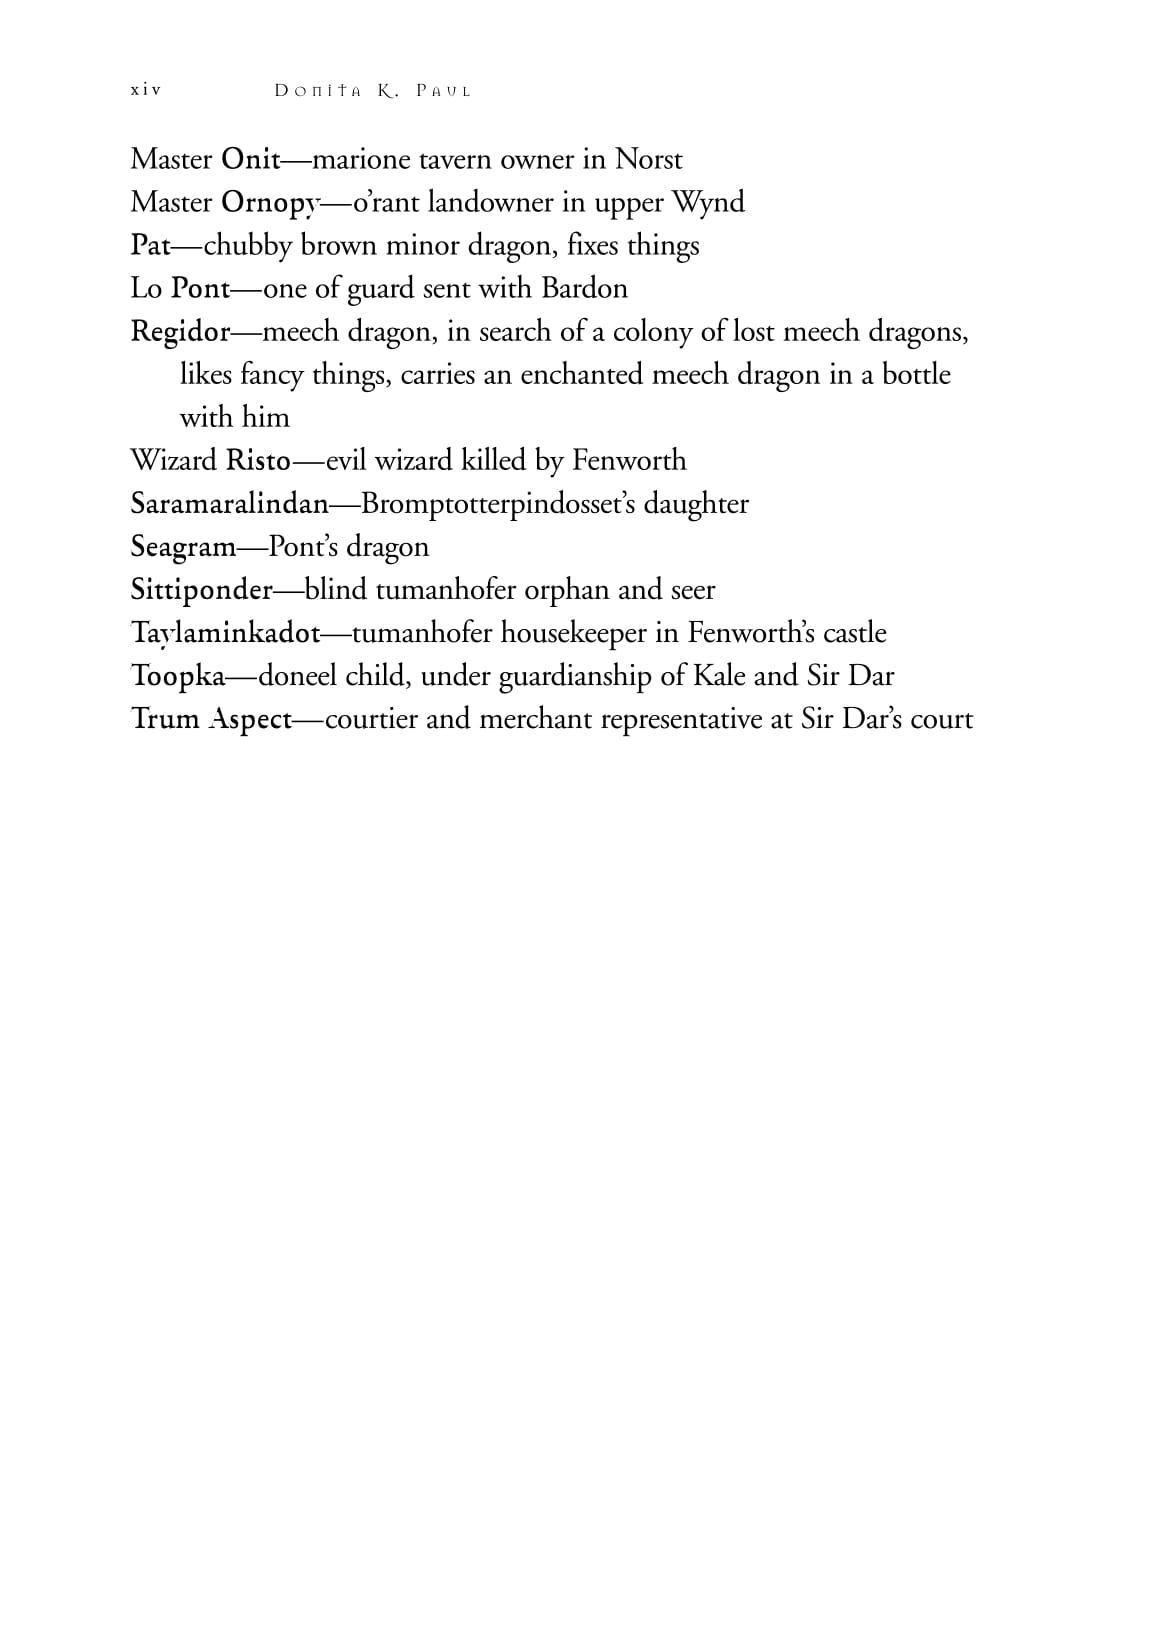 xiv Donita K. Paul
Master Onit—marione tavern owner in Norst
Master Ornopy—o’rant landowner in upper Wynd
Pat—chubby brown minor dragon, fixes things
Lo Pont—one of guard sent with Bardon
Regidor—meech dragon, in search of a colony of lost meech dragons,
likes fancy things, carries an enchanted meech dragon in a bottle
with him
Wizard Risto—evil wizard killed by Fenworth
Saramaralindan—Bromptotterpindosset’s daughter
Seagram—Pont’s dragon
Sittiponder—blind tumanhofer orphan and seer
Taylaminkadot—tumanhofer housekeeper in Fenworth’s castle
Toopka—doneel child, under guardianship of Kale and Sir Dar
Trum Aspect—courtier and merchant representative at Sir Dar’s court